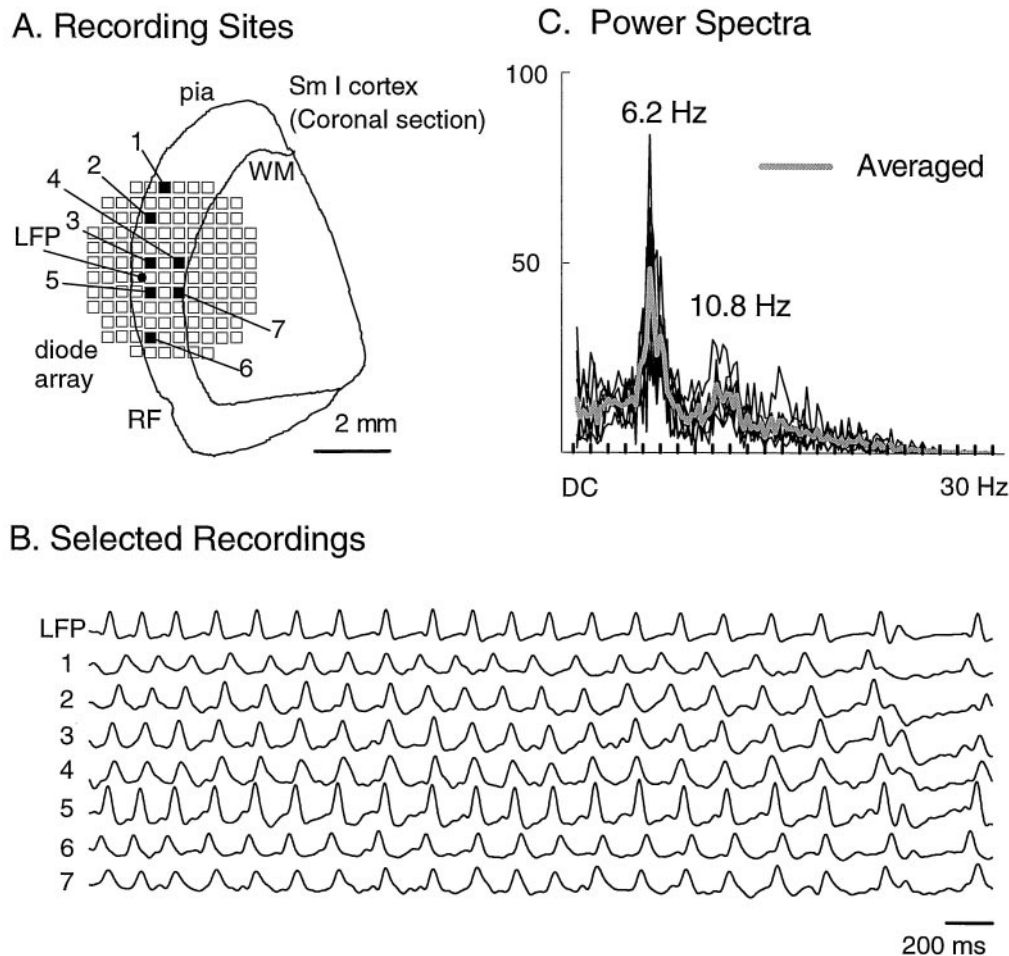 A. Recording Sites
pia
Sm I cortex
(Coronal section)
1
2
WM
4
3
LFP
5
7
6
diode
array
RF
2 mm
C. Power Spectra
100
6.2 Hz
Averaged
50
10.8 Hz
DC
30 Hz
B. Selected Recordings
LFP
1
2
3
4
5
6
7
200 ms